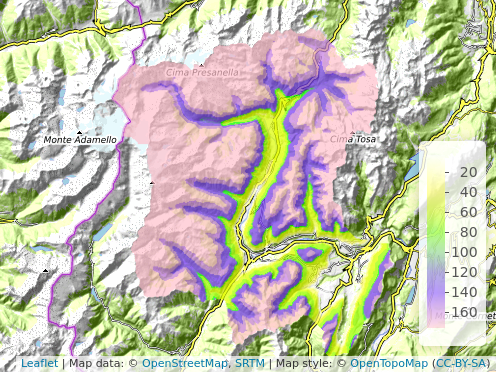 Cima Presanella
Monte Adamello
Cima Tosa
20
40
60
80
100
120
140
160
Leaflet | Map data: © OpenStreetMap, SRTM | Map style: © OpenTopoMap (CC-BY-SA)